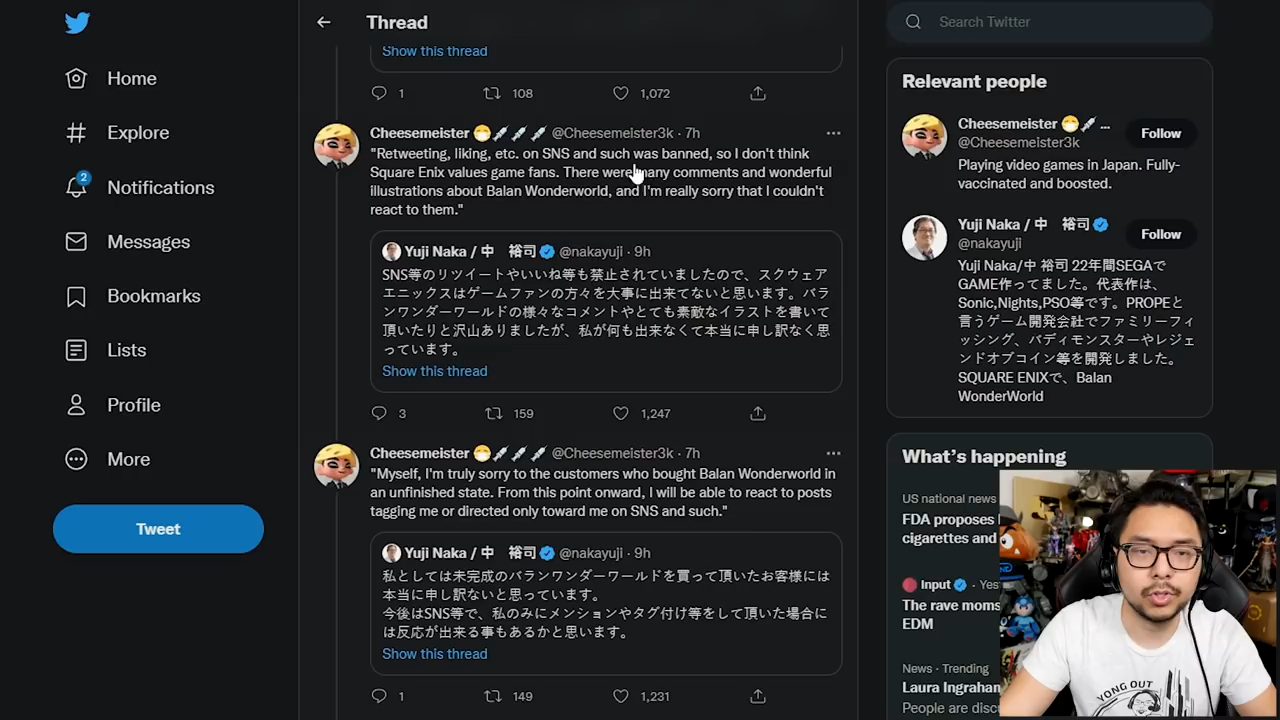 Home
Explore
2
Notifications
Messages
Bookmarks
Lists
Profile
More
Tweet
Thread
Show this thread
1 108 1,072
Cheesemeister @Cheesemeister3k · 7h
"Retweeting, liking, etc. on SNS and such was banned, so I don't think
Square Enix values game fans. There were many comments and wonderful
illustrations about Balan Wonderworld, and I'm really sorry that I couldn't
react to them."
Yuji Naka / 中 裕司 @nakayuji · 9h
SNS等のリツイートやいいね等も禁止されていましたので、スクウェア
エニックスはゲームファンの方々を大事に出来てないと思います。バラ
ンワンダーワールドの様々なコメントやとても素敵なイラストを書いて
頂いたりと沢山ありましたが、私が何も出来なくて本当に申し訳なく思
っています。
Show this thread
3 159 1,247
Cheesemeister @Cheesemeister3k · 7h
"Myself, I'm truly sorry to the customers who bought Balan Wonderworld in
an unfinished state. From this point onward, I will be able to react to posts
tagging me or directed only toward me on SNS and such."
Yuji Naka / 中 裕司 @nakayuji · 9h
私としては未完成のバランワンダーワールドを買って頂いたお客様には
本当に申し訳ないと思っています。
今後はSNS等で、私のみにメンションやタグ付け等をして頂いた場合に
は反応が出来る事もあるかと思います。
Show this thread
1 149 1,231
Search Twitter
Relevant people
Cheesemeister ...
@Cheesemeister3k
Follow
Playing video games in Japan. Fully-
vaccinated and boosted.
Yuji Naka / 中 裕司
@nakayuji
Follow
Yuji Naka/中 裕司 22年間SEGAで
GAME作ってました。代表作は、
Sonic,Nights,PSO等です。PROPEと
言うゲーム開発会社でファミリーフィ
ッシング、バディモンスターやレジェ
ンドオブコイン等を開発しました。
SQUARE ENIXで、Balan
WonderWorld
What's happening
US national news
FDA proposes
cigarettes and
Input · Yes
The rave moms
EDM
News · Trending
Laura Ingrahan
People are disc
YONG OUT